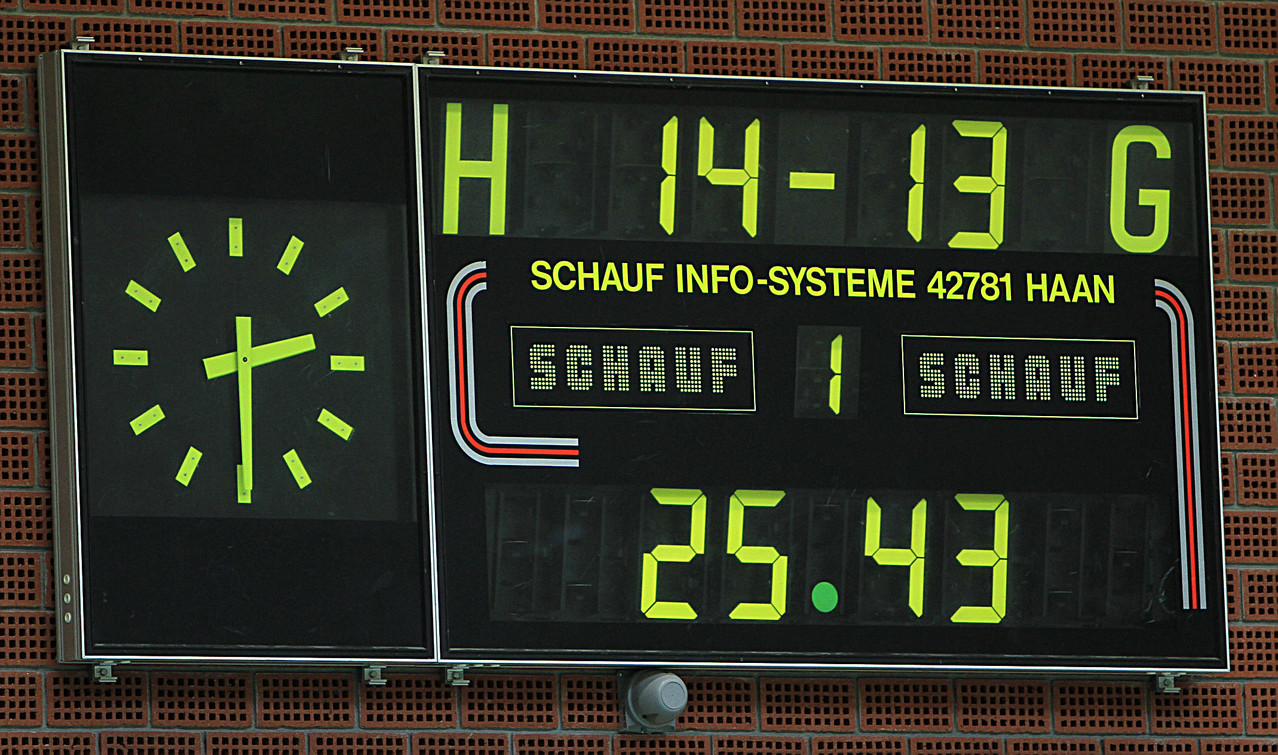 H 14-13 G
SCHAUF INFO-SYSTEME 42781 HAAN
SCHAUF 1 SCHAUF
25.43